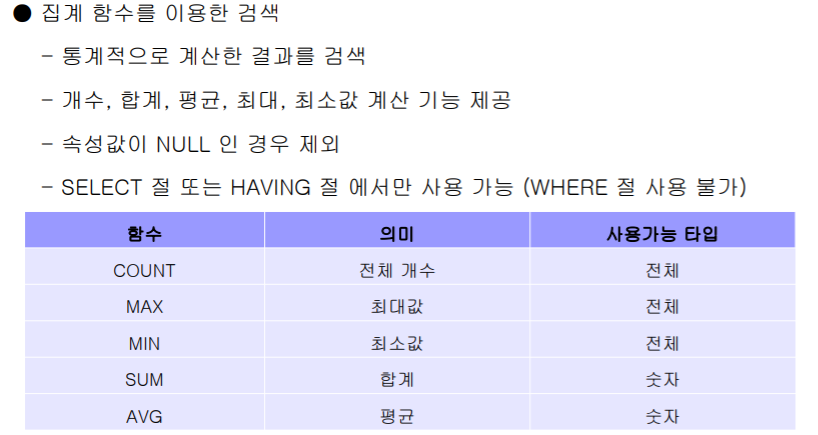 ● 집계 함수를 이용한 검색
- 통계적으로 계산한 결과를 검색
- 개수, 합계, 평균, 최대, 최소값 계산 기능 제공
- 속성값이 NULL 인 경우 제외
- SELECT 절 또는 HAVING 절 에서만 사용 가능 (WHERE 절 사용 불가)
함수 의미 사용가능 타입
COUNT 전체 개수 전체
MAX 최대값 전체
MIN 최소값 전체
SUM 합계 숫자
AVG 평균 숫자